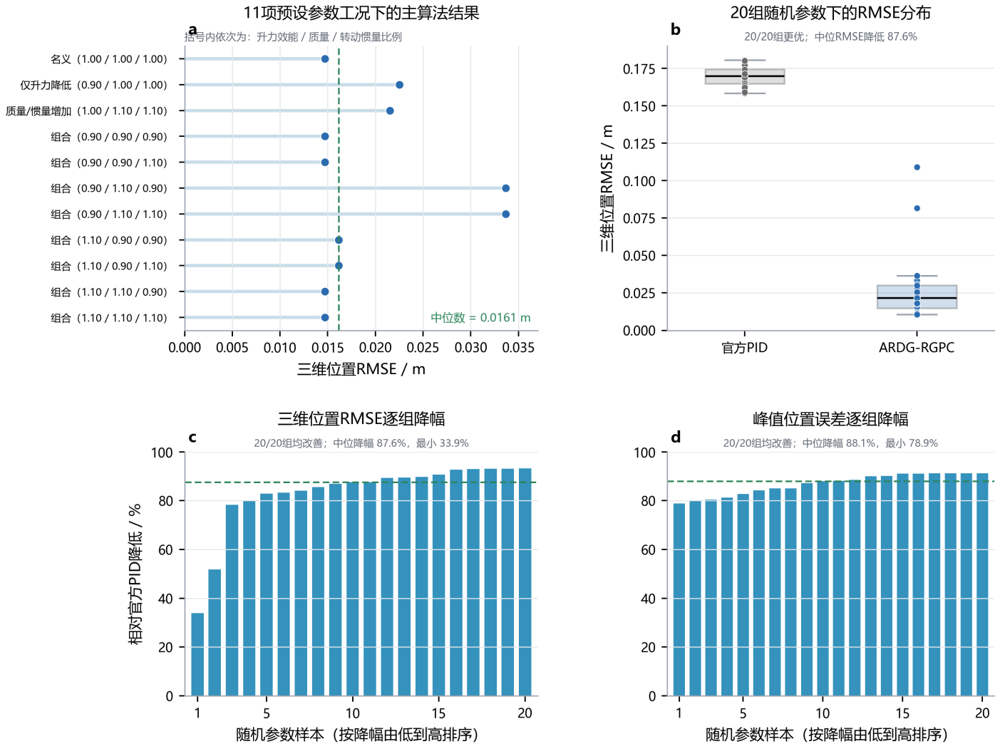 11项预设参数工况下的主算法结果
a
括号内依次为：升力效能 / 质量 / 转动惯量比例
名义（1.00 / 1.00 / 1.00）
仅升力降低（0.90 / 1.00 / 1.00）
质量/惯量增加（1.00 / 1.10 / 1.10）
组合（0.90 / 0.90 / 0.90）
组合（0.90 / 0.90 / 1.10）
组合（0.90 / 1.10 / 0.90）
组合（0.90 / 1.10 / 1.10）
组合（1.10 / 0.90 / 0.90）
组合（1.10 / 0.90 / 1.10）
组合（1.10 / 1.10 / 0.90）
组合（1.10 / 1.10 / 1.10）
中位数 = 0.0161 m
0.000 0.005 0.010 0.015 0.020 0.025 0.030 0.035
三维位置RMSE / m
20组随机参数下的RMSE分布
b
20/20组更优；中位RMSE降低 87.6%
三维位置RMSE / m
0.175
0.150
0.125
0.100
0.075
0.050
0.025
0.000
官方PID ARDG-RGPC
三维位置RMSE逐组降幅
c
20/20组均改善；中位降幅 87.6%，最小 33.9%
相对官方PID降低 / %
100
80
60
40
20
0
1 5 10 15 20
随机参数样本（按降幅由低到高排序）
峰值位置误差逐组降幅
d
20/20组均改善；中位降幅 88.1%，最小 78.9%
100
80
60
40
20
0
1 5 10 15 20
随机参数样本（按降幅由低到高排序）